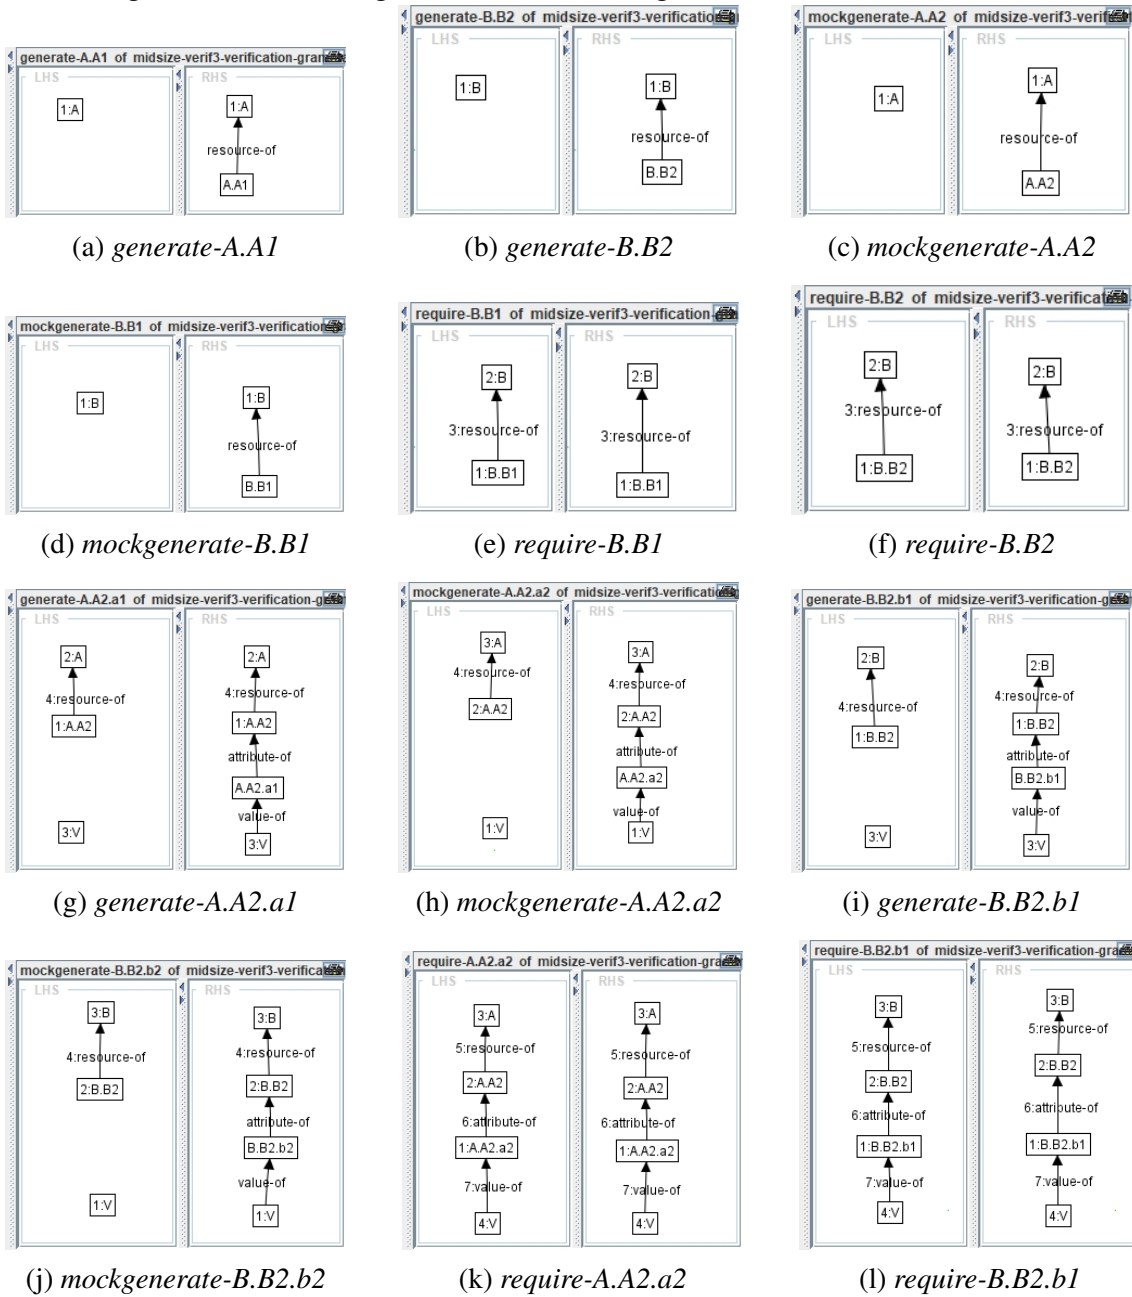 generate-A.A1 of midsize-verif3-verification-gra
LHS
RHS
1:A
1:A
resource-of
A.A1
(a) generate-A.A1
generate-B.B2 of midsize-verif3-verification-
LHS
RHS
1:B
1:B
resource-of
B.B2
(b) generate-B.B2
mockgenerate-A.A2 of midsize-verif3-
LHS
RHS
1:A
1:A
resource-of
A.A2
(c) mockgenerate-A.A2
mockgenerate-B.B1 of midsize-verif3-verification
LHS
RHS
1:B
1:B
resource-of
B.B1
(d) mockgenerate-B.B1
require-B.B1 of midsize-verif3-verification-
LHS
RHS
2:B
2:B
3:resource-of
3:resource-of
1:B.B1
1:B.B1
(e) require-B.B1
require-B.B2 of midsize-verif3-verifica
LHS
RHS
2:B
2:B
3:resource-of
3:resource-of
1:B.B2
1:B.B2
(f) require-B.B2
generate-A.A2.a1 of midsize-verif3-verification-
LHS
RHS
2:A
2:A
4:resource-of
4:resource-of
1:A.A2
1:A.A2
attribute-of
A.A2.a1
value-of
3:V
3:V
(g) generate-A.A2.a1
mockgenerate-A.A2.a2 of midsize-verif3-verification
LHS
RHS
3:A
3:A
4:resource-of
4:resource-of
2:A.A2
2:A.A2
attribute-of
A.A2.a2
value-of
1:V
1:V
(h) mockgenerate-A.A2.a2
generate-B.B2.b1 of midsize-verif3-verification-
LHS
RHS
2:B
2:B
4:resource-of
4:resource-of
1:B.B2
1:B.B2
attribute-of
B.B2.b1
value-of
3:V
3:V
(i) generate-B.B2.b1
mockgenerate-B.B2.b2 of midsize-verif3-verifica
LHS
RHS
3:B
3:B
4:resource-of
4:resource-of
2:B.B2
2:B.B2
attribute-of
B.B2.b2
value-of
1:V
1:V
(j) mockgenerate-B.B2.b2
require-A.A2.a2 of midsize-verif3-verification-gra
LHS
RHS
3:A
3:A
5:resource-of
5:resource-of
2:A.A2
2:A.A2
6:attribute-of
6:attribute-of
1:A.A2.a2
1:A.A2.a2
7:value-of
7:value-of
4:V
4:V
(k) require-A.A2.a2
require-B.B2.b1 of midsize-verif3-verification-gra
LHS
RHS
3:B
3:B
5:resource-of
5:resource-of
2:B.B2
2:B.B2
6:attribute-of
6:attribute-of
1:B.B2.b1
1:B.B2.b1
7:value-of
7:value-of
4:V
4:V
(l) require-B.B2.b1